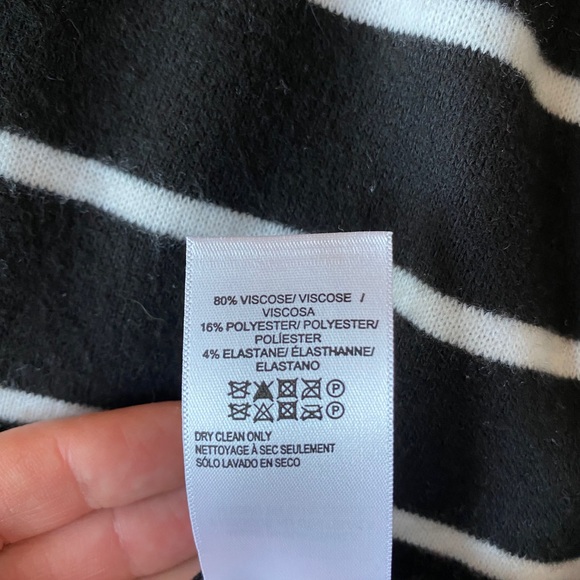 80% VISCOSE/ VISCOSE /
VISCOSA
16% POLYESTER/ POLYESTER/
POLÍESTER
4% ELASTANE/ ÉLASTHANNE/
ELASTANO
P
P
DRY CLEAN ONLY
NETTOYAGE À SEC SEULEMENT
SÓLO LAVADO EN SECO